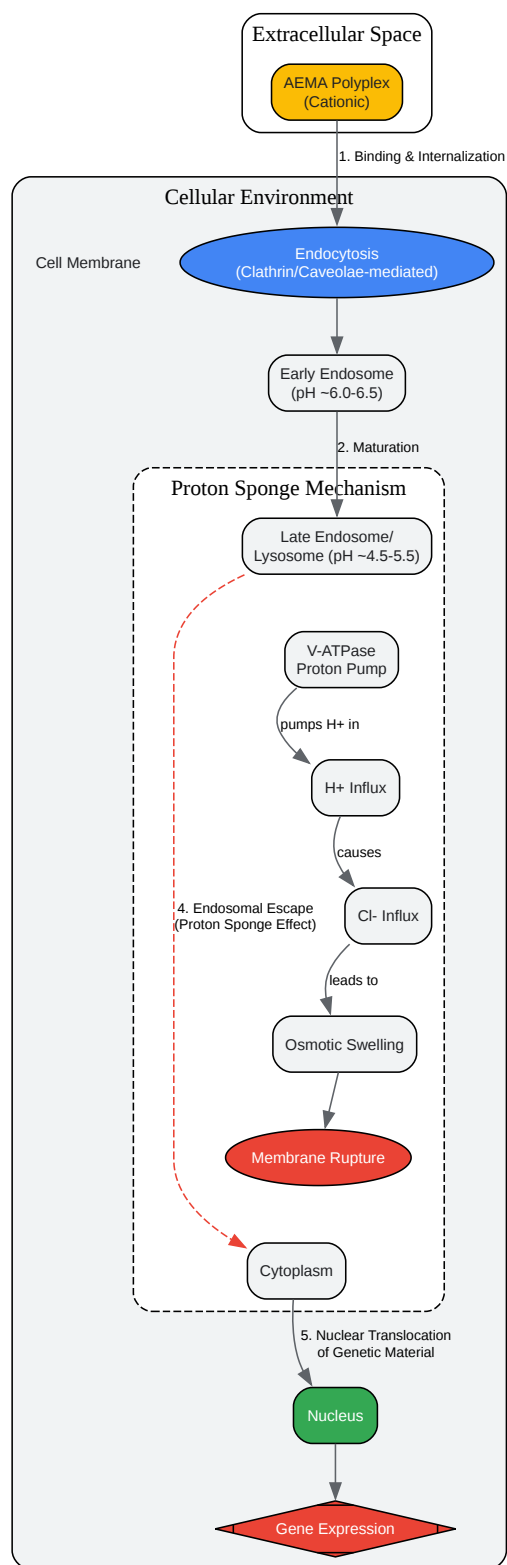 Extracellular Space
AEMA Polyplex
(Cationic)
1. Binding & Internalization
Cellular Environment
Cell Membrane
Endocytosis
(Clathrin/Caveolae-mediated)
Early Endosome
(pH ~6.0-6.5)
2. Maturation
Proton Sponge Mechanism
Late Endosome/
Lysosome (pH ~4.5-5.5)
V-ATPase
Proton Pump
pumps H+ in
H+ Influx
causes
4. Endosomal Escape
(Proton Sponge Effect)
Cl- Influx
leads to
Osmotic Swelling
Membrane Rupture
Cytoplasm
5. Nuclear Translocation
of Genetic Material
Nucleus
Gene Expression